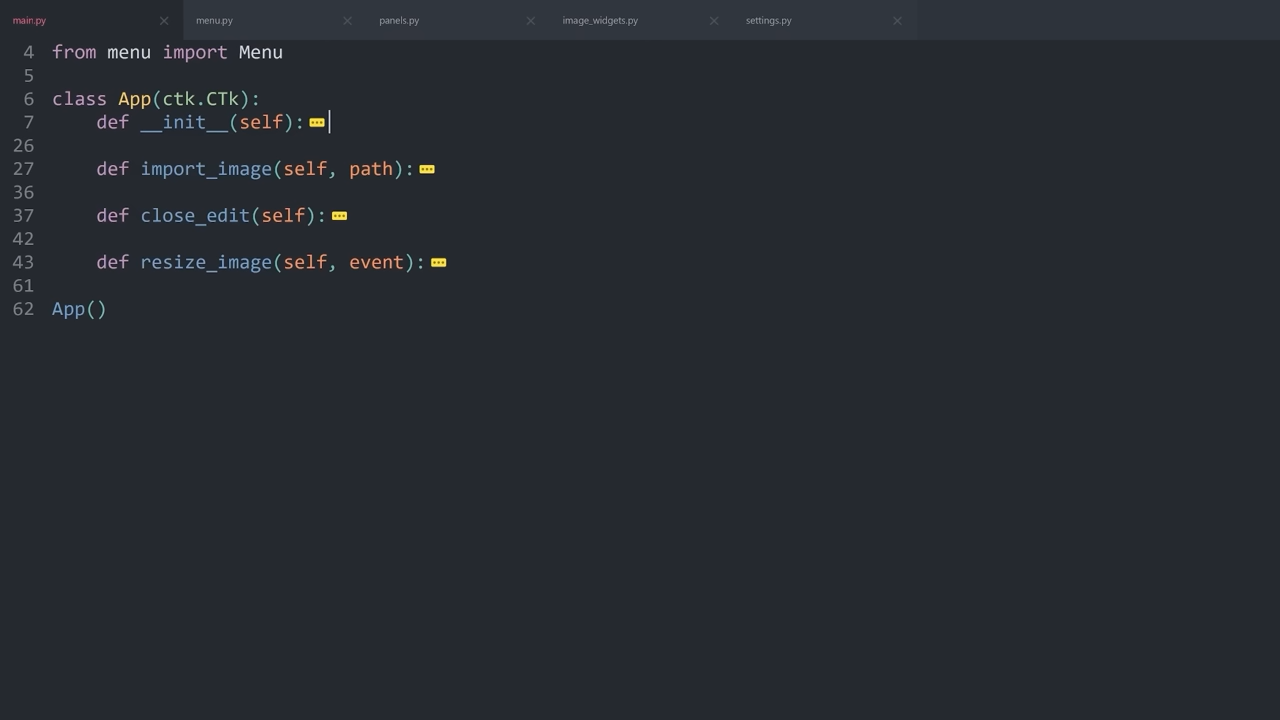 main.py menu.py panels.py image_widgets.py settings.py
4 from menu import Menu
5
6 class App(ctk.CTk):
7 def __init__(self):
26
27 def import_image(self, path):
36
37 def close_edit(self):
42
43 def resize_image(self, event):
61
62 App()